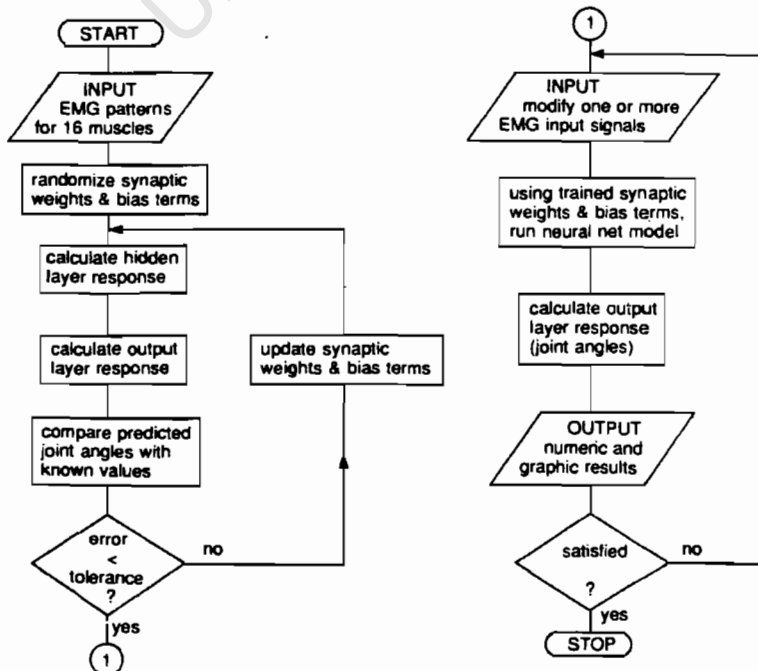 START
INPUT
EMG patterns
for 16 muscles
randomize synaptic
weights & bias terms
calculate hidden
layer response
calculate output
layer response
update synaptic
weights & bias terms
compare predicted
joint angles with
known values
error
<
tolerance
?
no
yes
1
1
INPUT
modify one or more
EMG input signals
using trained synaptic
weights & bias terms,
run neural net model
calculate output
layer response
(joint angles)
OUTPUT
numeric and
graphic results
satisfied
?
no
yes
STOP